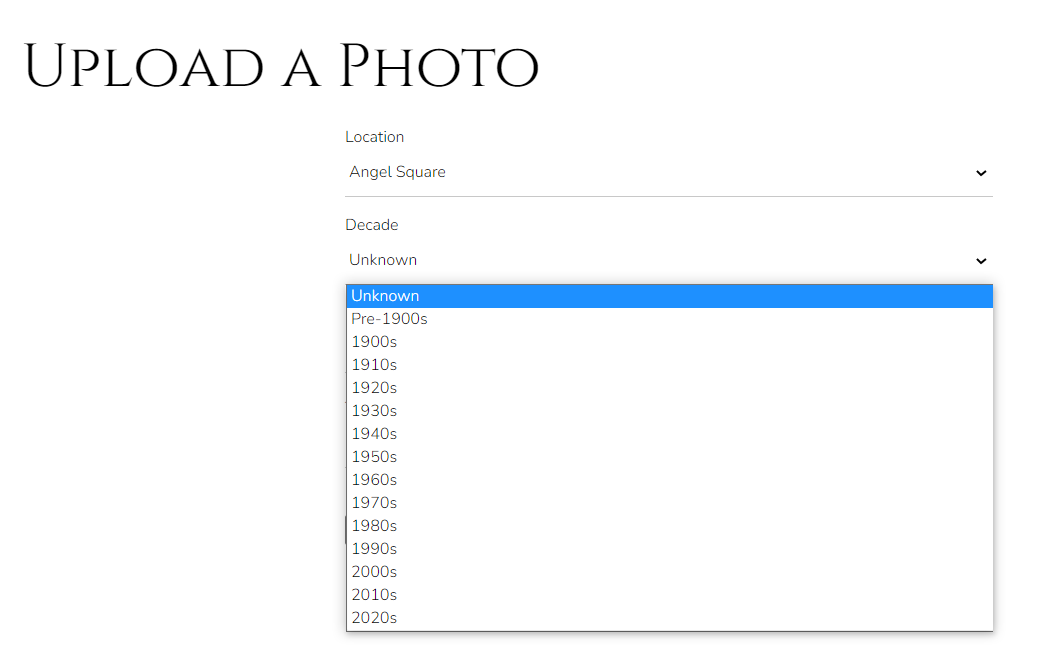 Upload a Photo
Location
Angel Square
Decade
Unknown
Unknown
Pre-1900s
1900s
1910s
1920s
1930s
1940s
1950s
1960s
1970s
1980s
1990s
2000s
2010s
2020s